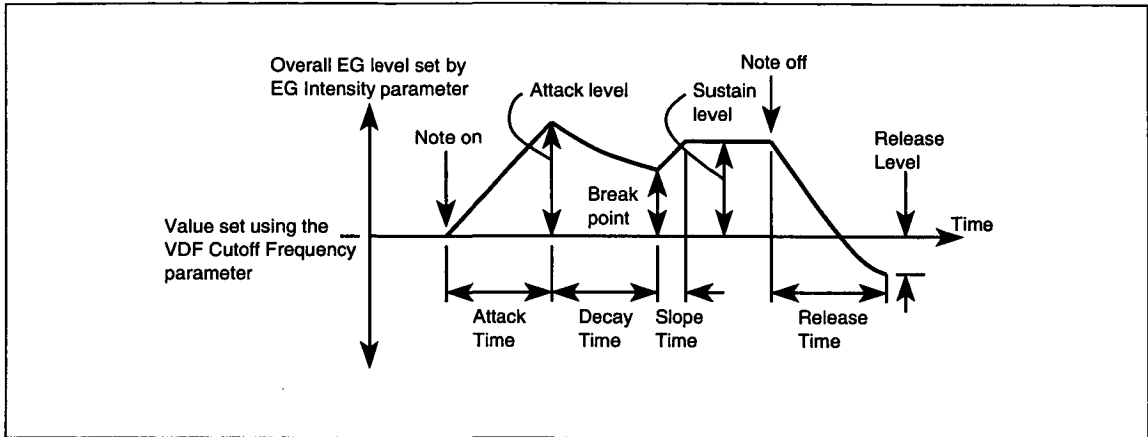 Overall EG level set by
EG Intensity parameter
Note on
Attack level
Sustain
level
Note off
Release
Level
Break
point
Value set using the
VDF Cutoff Frequency
parameter
Time
Attack
Time
Decay
Time
Slope
Time
Release
Time